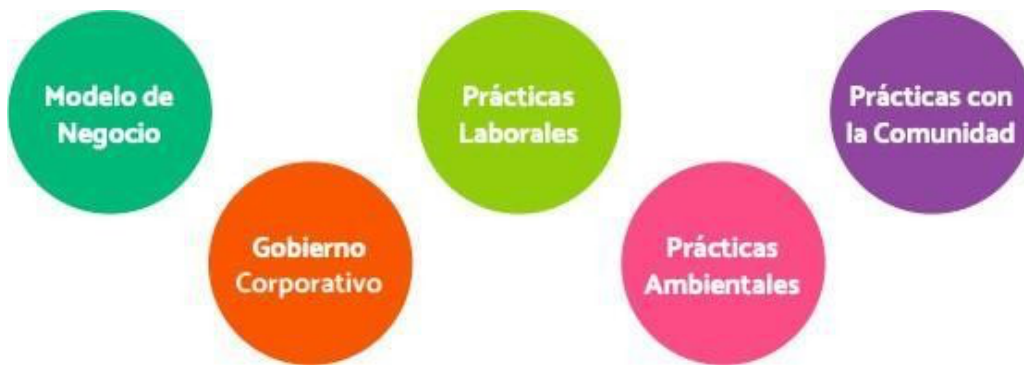 Modelo de
Negocio
Gobierno
Corporativo
Prácticas
Laborales
Prácticas
Ambientales
Prácticas con
la Comunidad